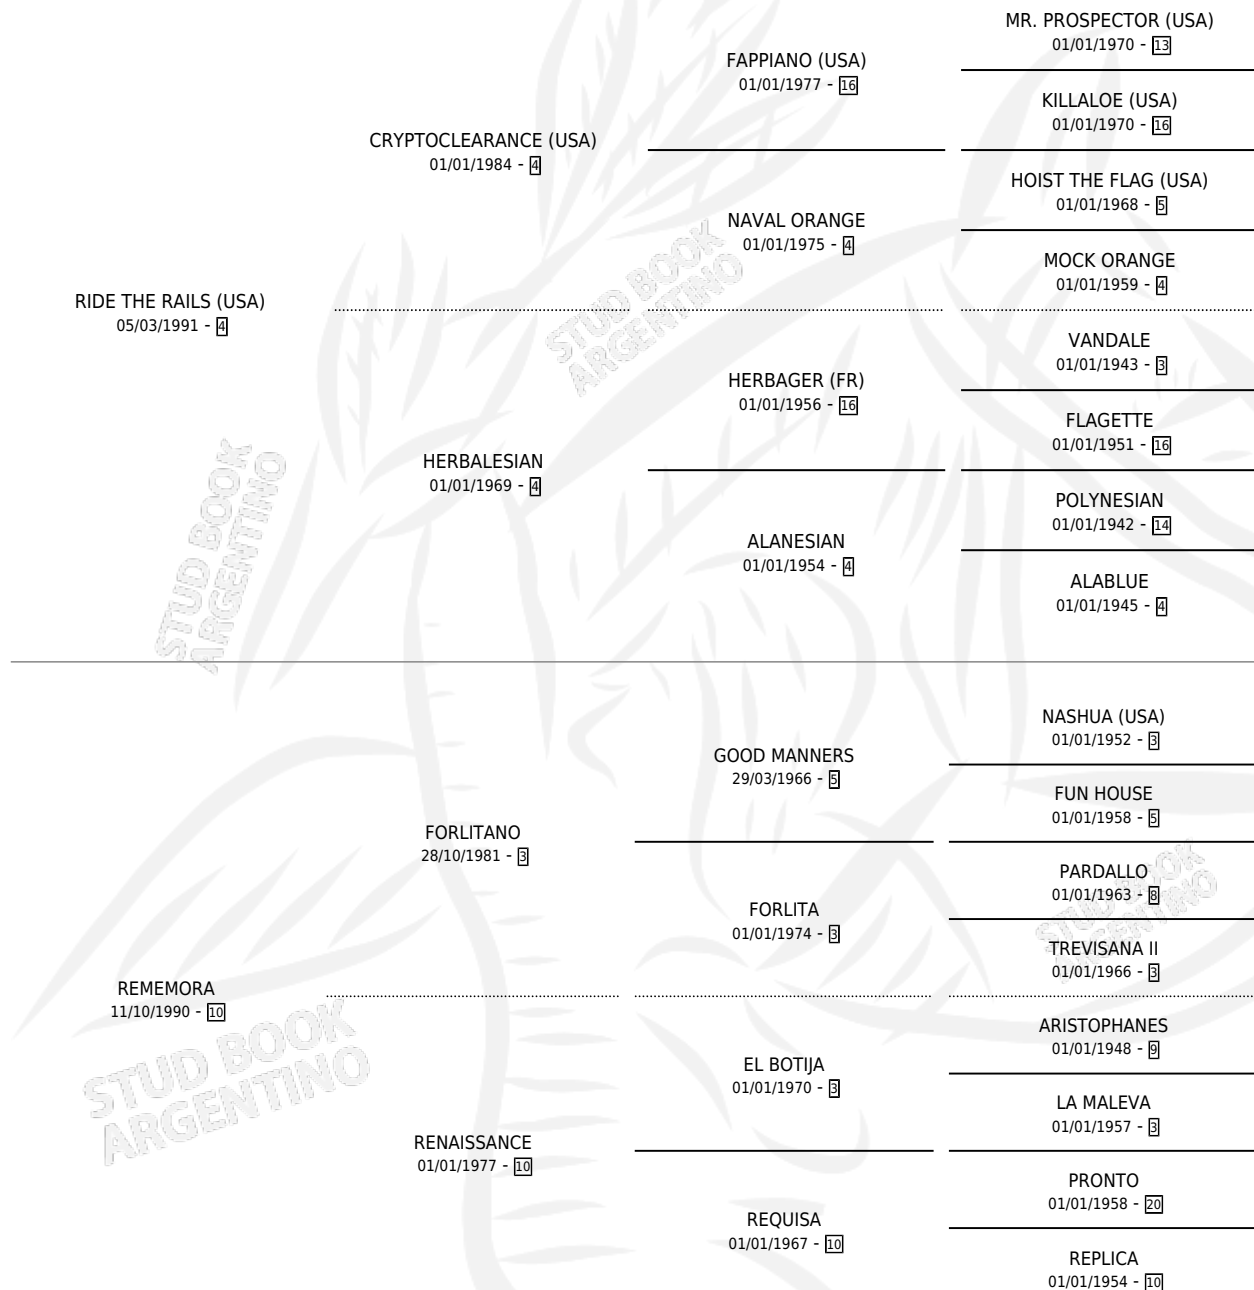 MR. PROSPECTOR (USA)
01/01/1970 - 13
FAPPIANO (USA)
01/01/1977 - 16
KILLALOE (USA)
01/01/1970 - 16
CRYPTOCLEARANCE (USA)
01/01/1984 - 4
HOIST THE FLAG (USA)
01/01/1968 - 5
NAVAL ORANGE
01/01/1975 - 4
MOCK ORANGE
01/01/1959 - 4
RIDE THE RAILS (USA)
05/03/1991 - 4
VANDALE
01/01/1943 - 3
HERBAGER (FR)
01/01/1956 - 16
FLAGETTE
01/01/1951 - 16
HERBALESIAN
01/01/1969 - 4
POLYNESIAN
01/01/1942 - 14
ALANESIAN
01/01/1954 - 4
ALABLUE
01/01/1945 - 4
STUD BOOK
ARGENTINO
STUD BOOK
ARGENTINO
NASHUA (USA)
01/01/1952 - 3
GOOD MANNERS
29/03/1966 - 5
FUN HOUSE
01/01/1958 - 5
FORLITANO
28/10/1981 - 3
PARDALLO
01/01/1963 - 8
FORLITA
01/01/1974 - 3
TREVISANA II
01/01/1966 - 3
REMEMORA
11/10/1990 - 10
ARISTOPHANES
01/01/1948 - 9
EL BOTIJA
01/01/1970 - 3
LA MALEVA
01/01/1957 - 3
RENAISSANCE
01/01/1977 - 10
PRONTO
01/01/1958 - 20
REQUISA
01/01/1967 - 10
REPLICA
01/01/1954 - 10
STUD BOOK
ARGENTINO
STUD BOOK
ARGENTINO